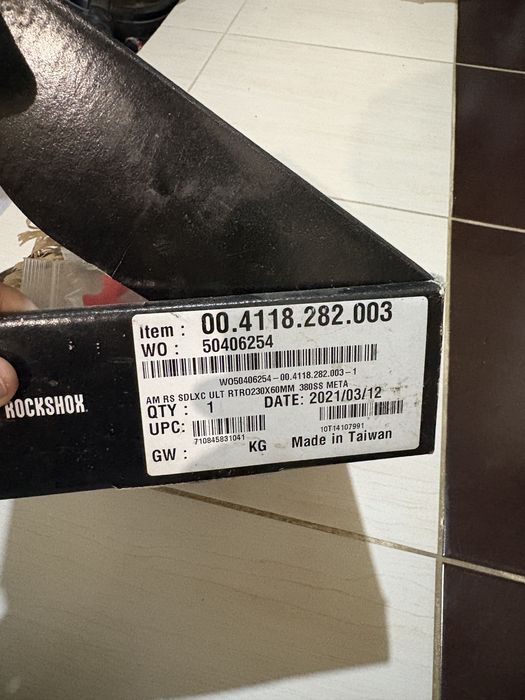 Item : 00.4118.282.003
WO : 50406254
WO50406254-00.4118.282.003-1
AM RS SDLXC ULT RTRO230X60MM 380SS META
QTY : 1 DATE: 2021/03/12
UPC: 710845831041 10T14107991
GW : KG Made in Taiwan
ROCKSHOX